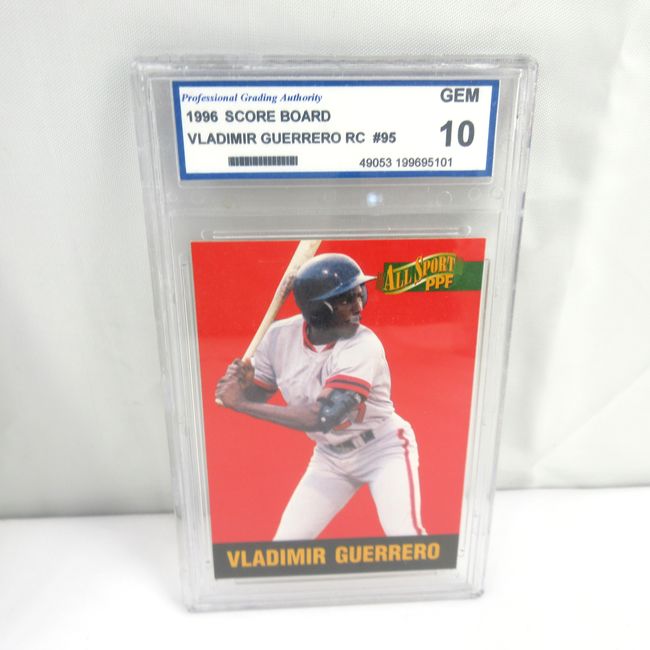 Professional Grading Authority
GEM
1996 SCORE BOARD
VLADIMIR GUERRERO RC #95
10
49053 199695101
ALL SPORT
PPF
VLADIMIR GUERRERO